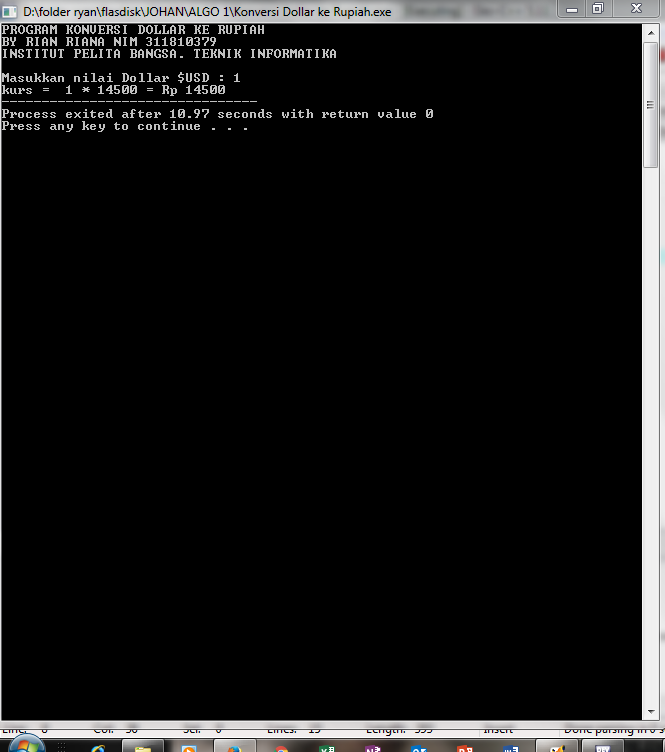 D:\folder ryan\flasdisk\JOHAN\ALGO 1\Konversi Dollar ke Rupiah.exe
PROGRAM KONVERSI DOLLAR KE RUPIAH
BY RIAN RIANA NIM 311810379
INSTITUT PELITA BANGSA. TEKNIK INFORMATIKA
Masukkan nilai Dollar $USD : 1
kurs =  1 * 14500 = Rp 14500
--------------------------------
Process exited after 10.97 seconds with return value 0
Press any key to continue . . .